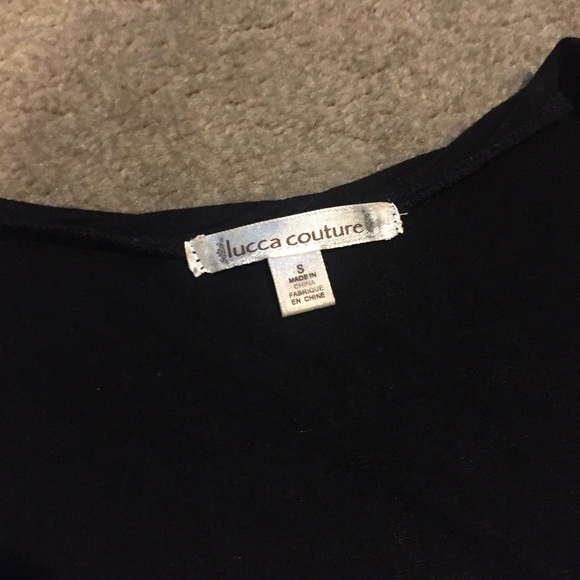 lucca couture
S
MADE IN
CHINA
FABRIQUE
EN CHINE